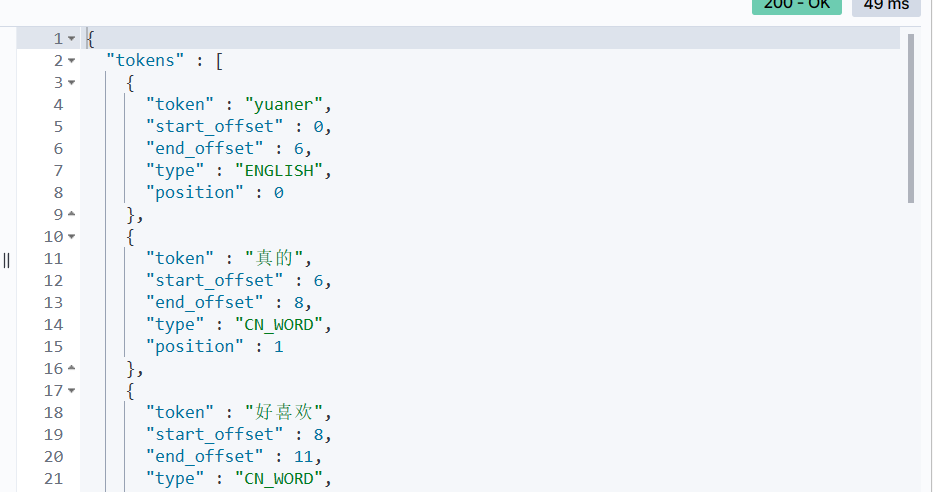 200 - OK 49 ms
1 {
2 "tokens" : [
3 {
4 "token" : "yuaner",
5 "start_offset" : 0,
6 "end_offset" : 6,
7 "type" : "ENGLISH",
8 "position" : 0
9 },
10 {
11 "token" : "真的",
12 "start_offset" : 6,
13 "end_offset" : 8,
14 "type" : "CN_WORD",
15 "position" : 1
16 },
17 {
18 "token" : "好喜欢",
19 "start_offset" : 8,
20 "end_offset" : 11,
21 "type" : "CN_WORD",